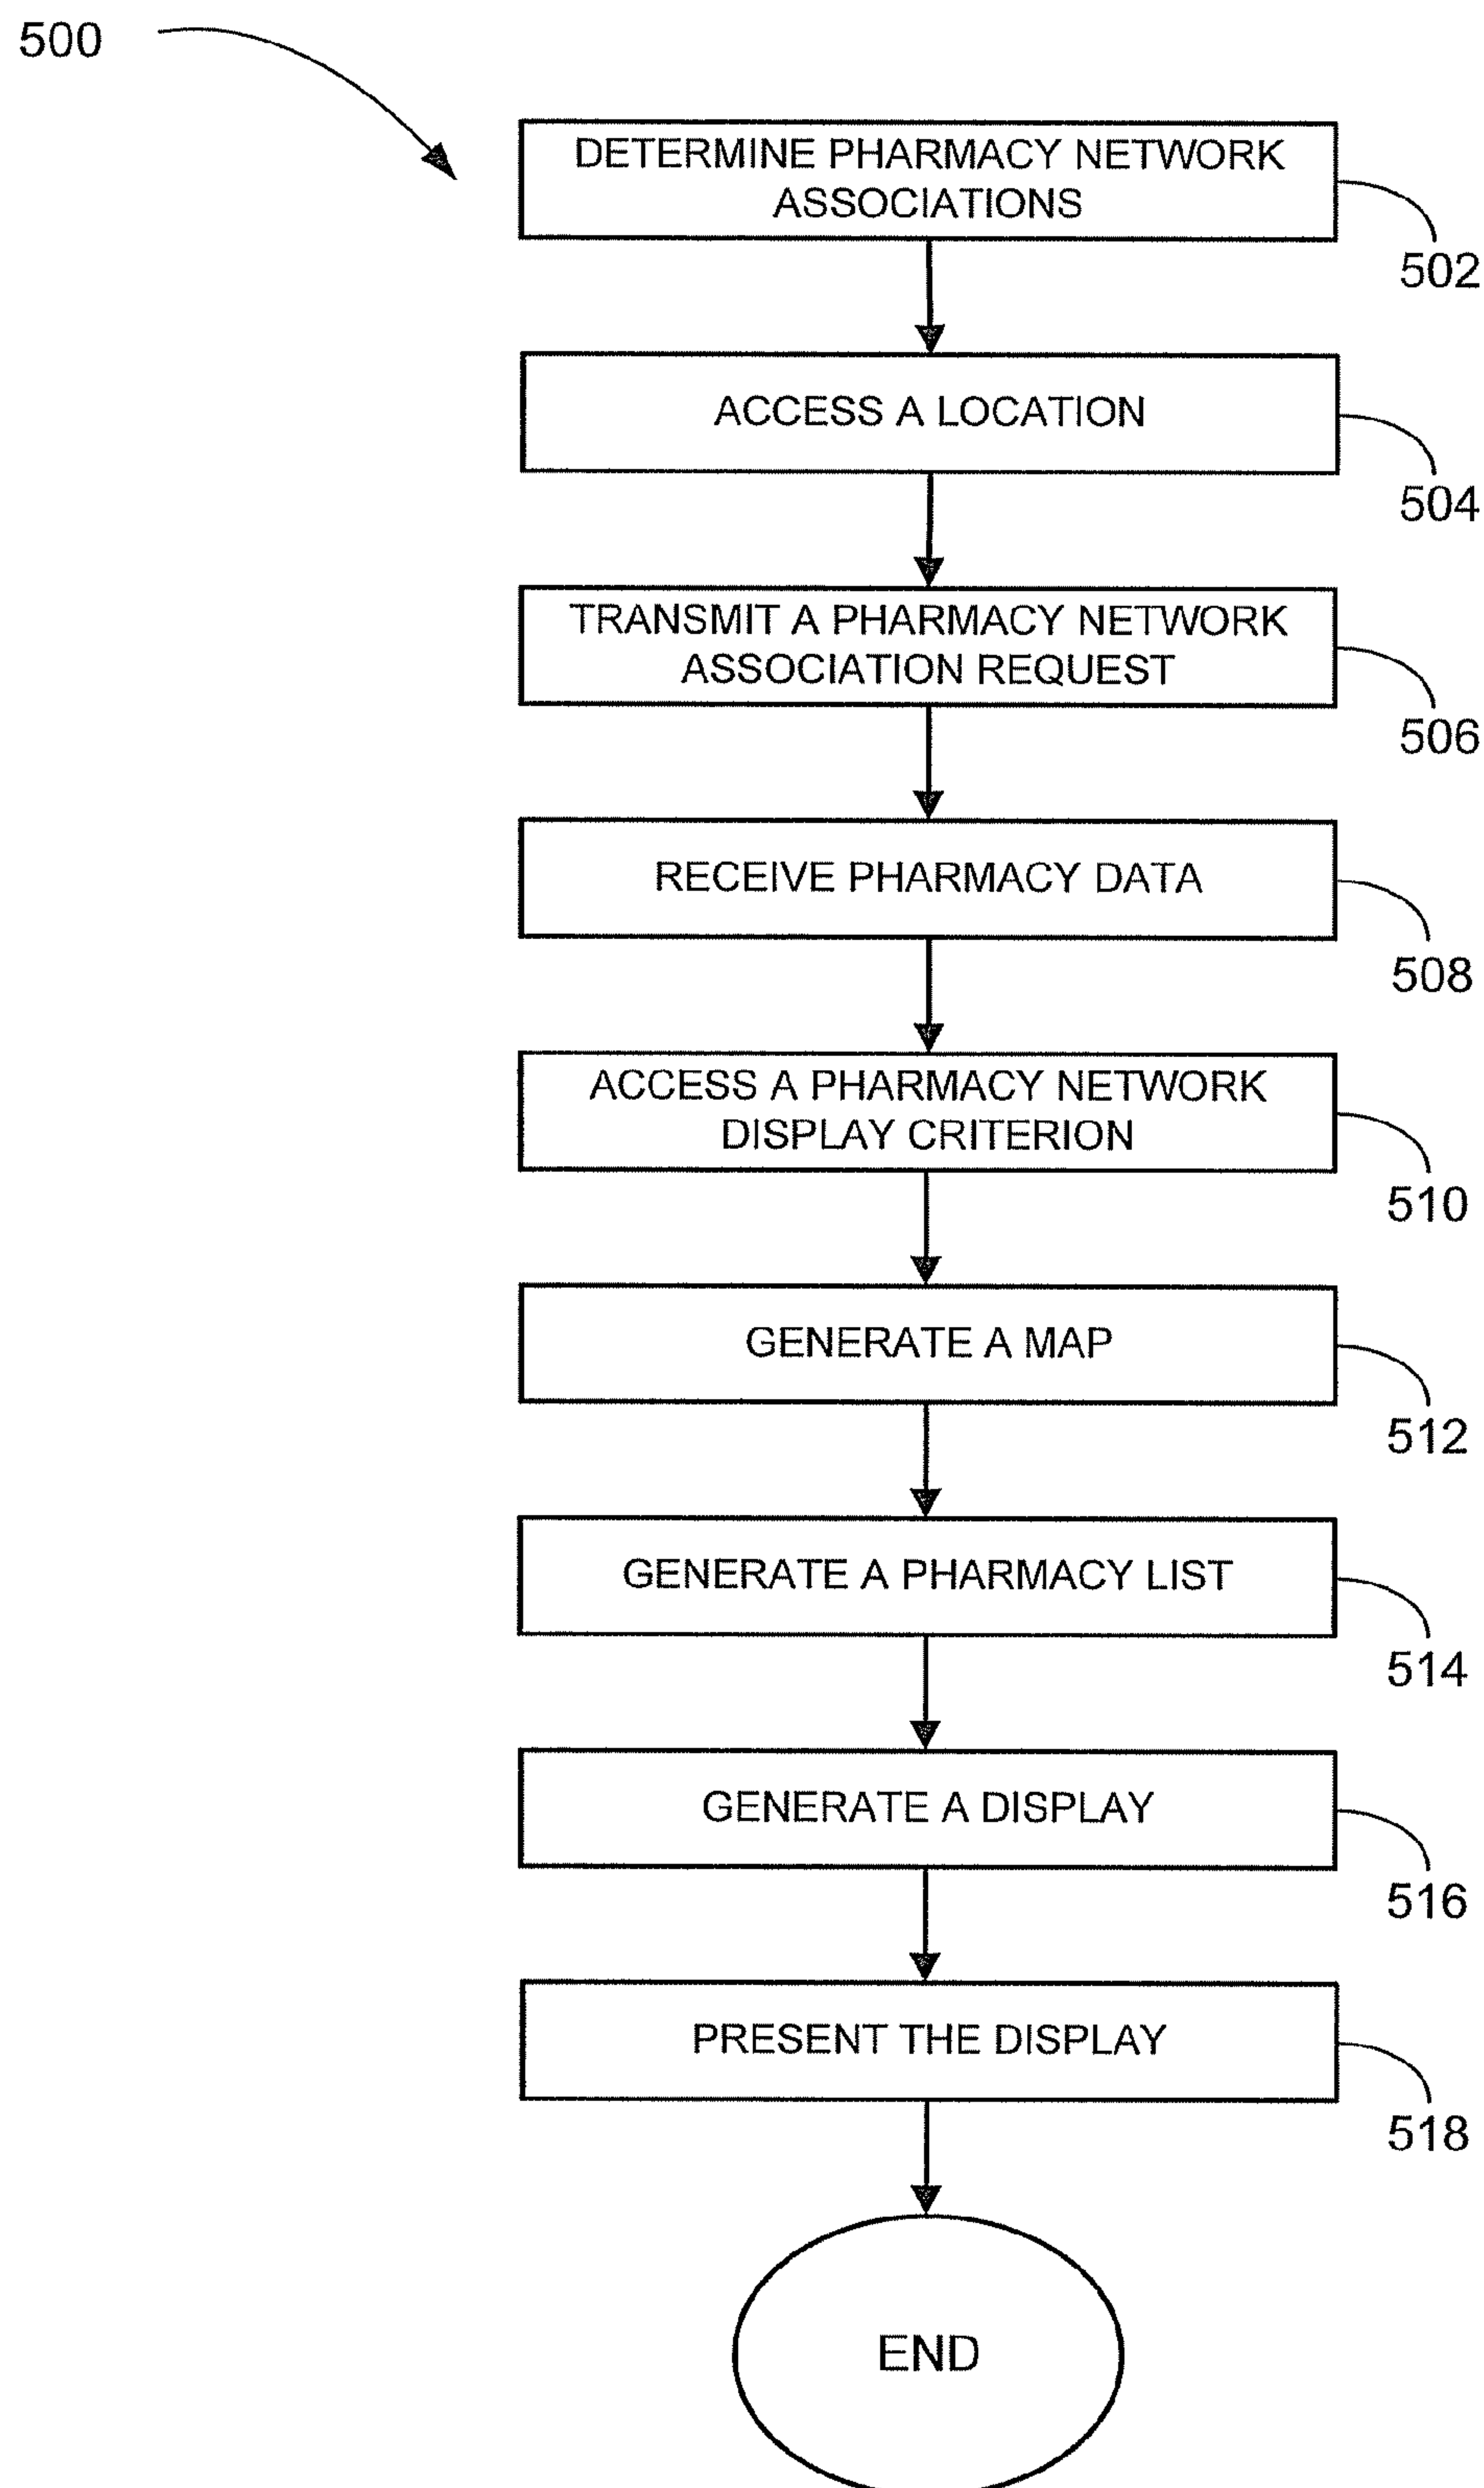 500
DETERMINE PHARMACY NETWORK
ASSOCIATIONS
502
ACCESS A LOCATION
504
TRANSMIT A PHARMACY NETWORK
ASSOCIATION REQUEST
506
RECEIVE PHARMACY DATA
508
ACCESS A PHARMACY NETWORK
DISPLAY CRITERION
510
GENERATE A MAP
512
GENERATE A PHARMACY LIST
514
GENERATE A DISPLAY
516
PRESENT THE DISPLAY
518
END